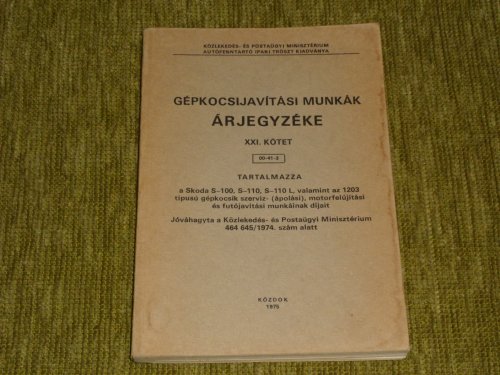 KÖZLEKEDÉS- ÉS POSTAÜGYI MINISZTÉRIUM
AUTÓFENNTARTÓ IPARI TRÖSZT KIADVÁNYA
GÉPKOCSIJAVÍTÁSI MUNKÁK
ÁRJEGYZÉKE
XXI. KÖTET
00-41-2
TARTALMAZZA
a Skoda S-100, S-110, S-110 L, valamint az 1203
típusú gépkocsik szerviz- (ápolási), motorfelújítási
és futójavítási munkáinak díjait
Jóváhagyta a Közlekedés- és Postaügyi Minisztérium
464 645/1974. szám alatt
KÖZDOK
1975